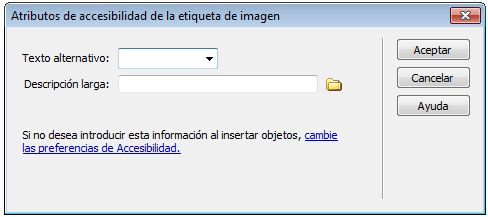 Atributos de accesibilidad de la etiqueta de imagen
Texto alternativo:
Aceptar
Descripción larga:
Cancelar
Ayuda
Si no desea introducir esta información al insertar objetos, cambie
las preferencias de Accesibilidad.